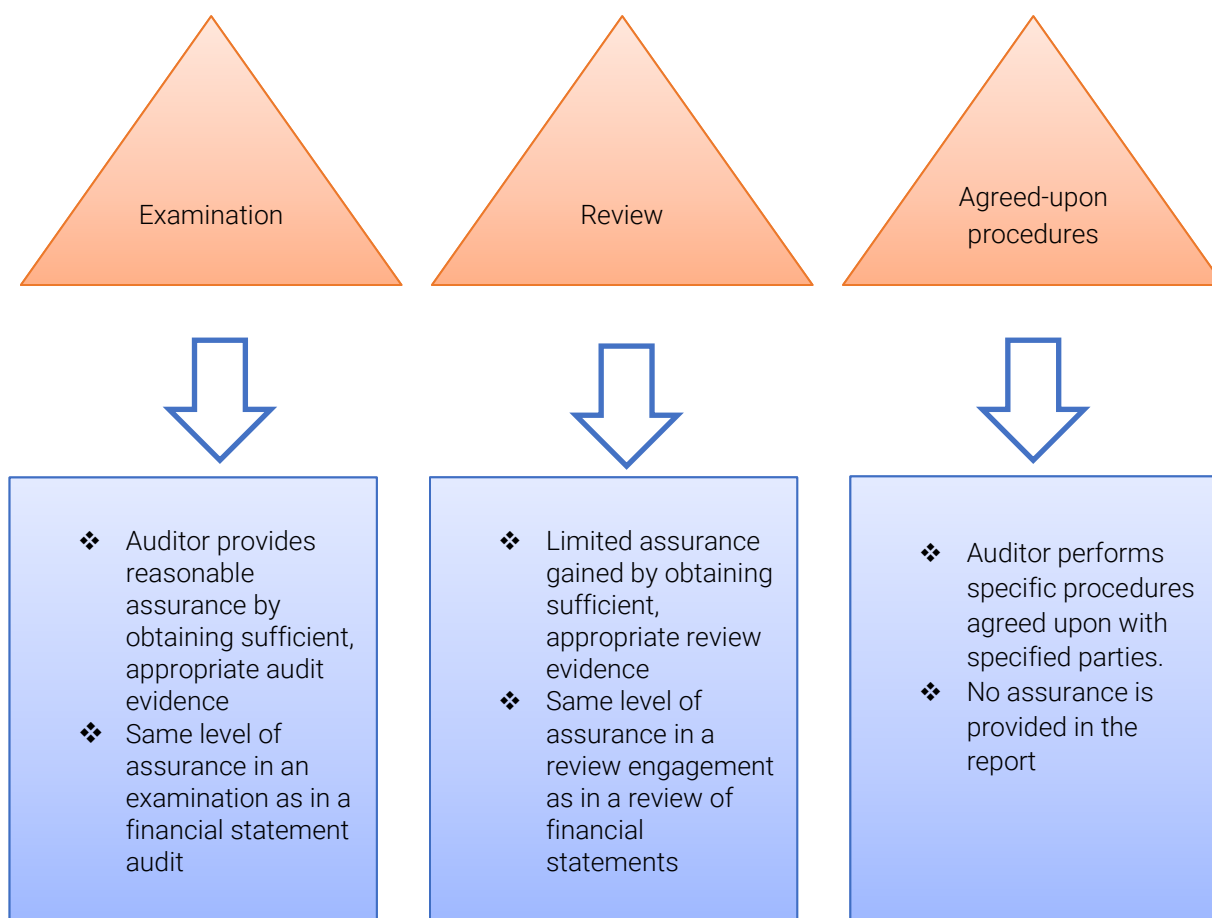 Examination
Review
Agreed-upon
procedures
❖ Auditor provides
reasonable
assurance by
obtaining sufficient,
appropriate audit
evidence
❖ Same level of
assurance in an
examination as in a
financial statement
audit
❖ Limited assurance
gained by obtaining
sufficient,
appropriate review
evidence
❖ Same level of
assurance in a
review engagement
as in a review of
financial
statements
❖ Auditor performs
specific procedures
agreed upon with
specified parties.
❖ No assurance is
provided in the
report